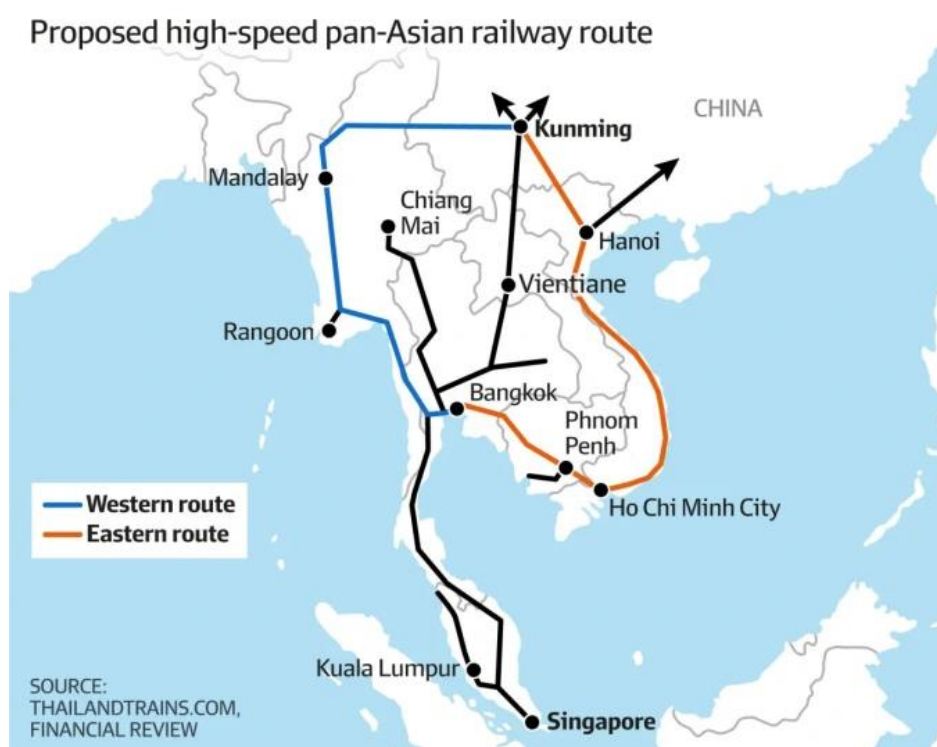 Proposed high-speed pan-Asian railway route
CHINA
Kunming
Mandalay
Chiang
Mai
Hanoi
Vientiane
Rangoon
Bangkok
Phnom
Penh
Western route
Eastern route
Ho Chi Minh City
Kuala Lumpur
SOURCE:
THAILANDTRAINS.COM,
FINANCIAL REVIEW
Singapore